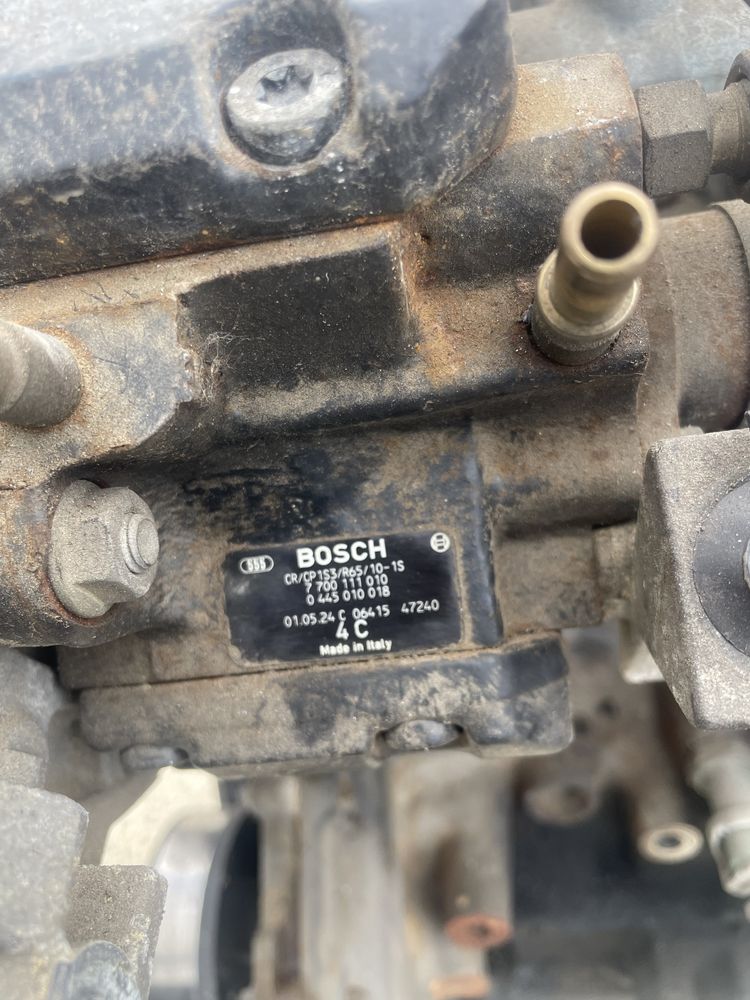 555 BOSCH
CR/CP1S3/R65/10-1S
7 700 111 010
0 445 010 018
01.05.24 C 06415 47240
4 C
Made in Italy